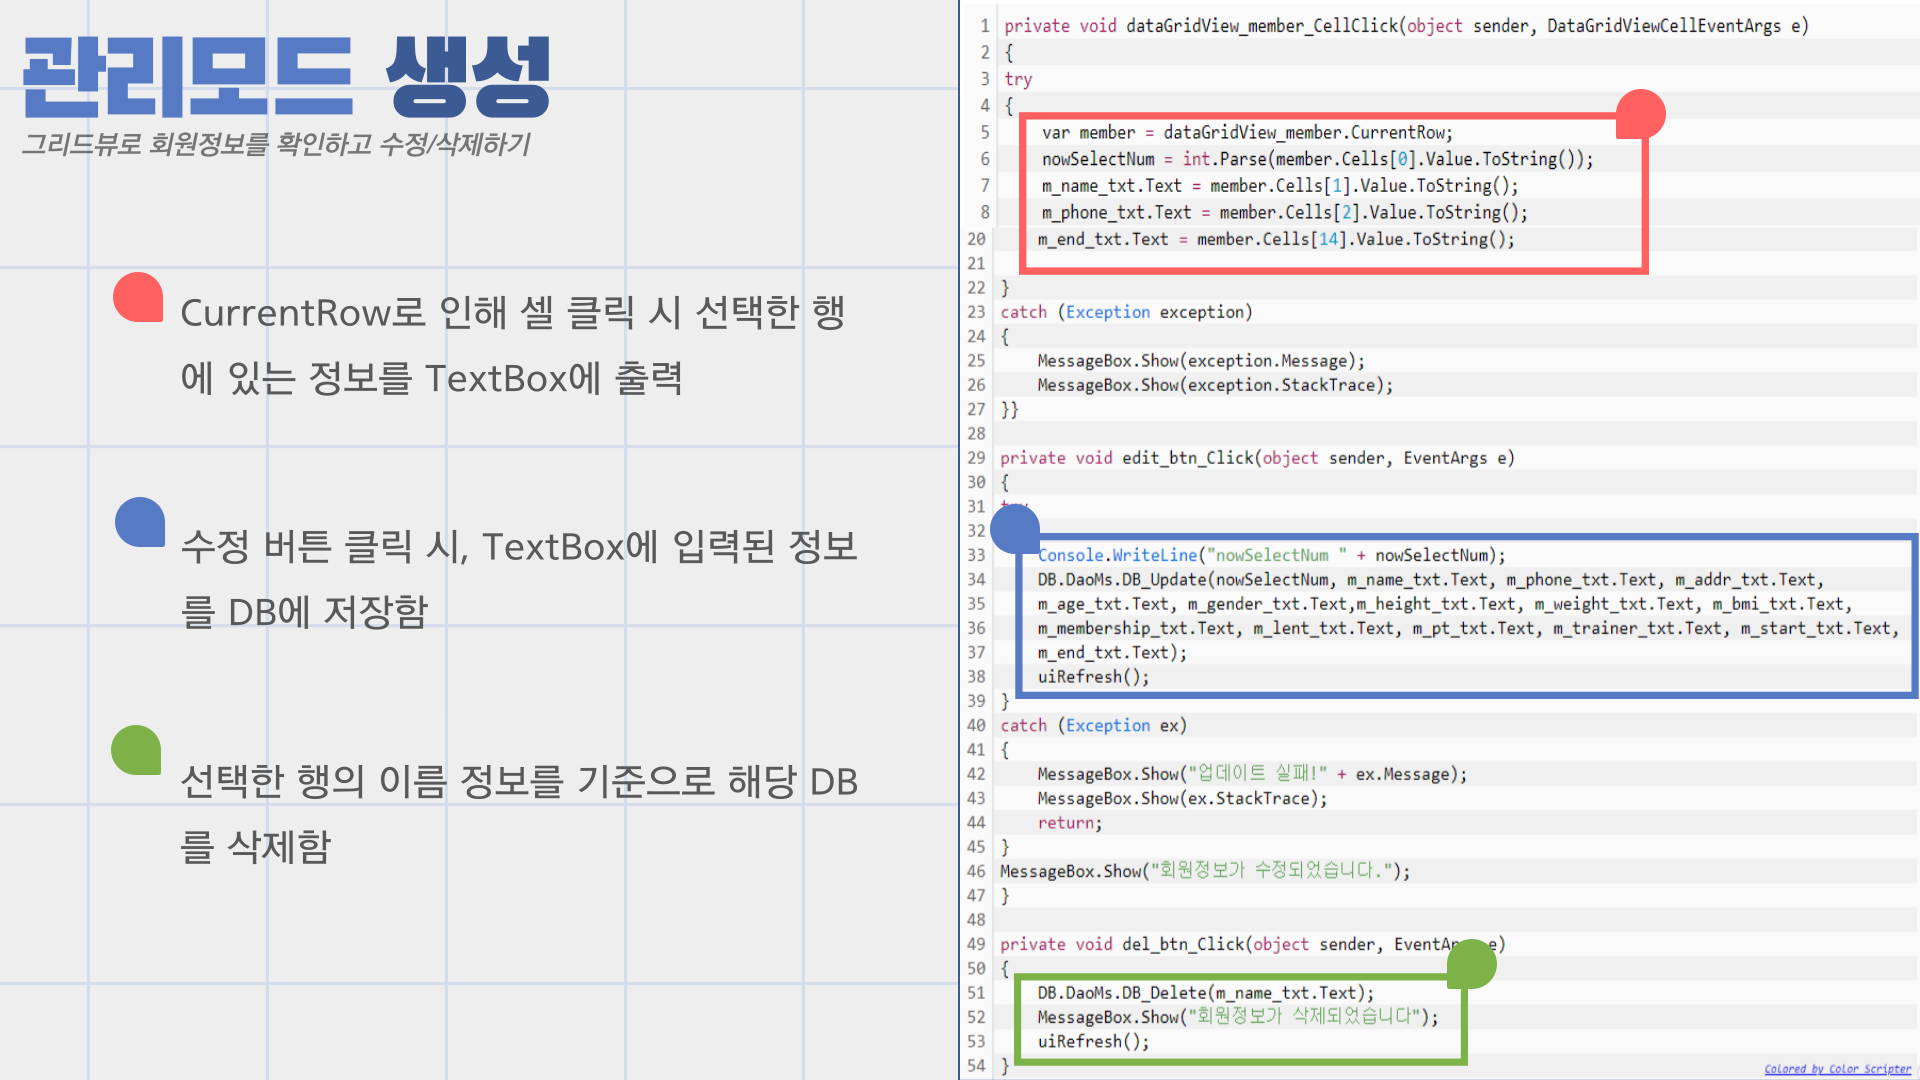 관리모드 생성
그리드뷰로 회원정보를 확인하고 수정/삭제하기
CurrentRow로 인해 셀 클릭 시 선택한 행
에 있는 정보를 TextBox에 출력
수정 버튼 클릭 시, TextBox에 입력된 정보
를 DB에 저장함
선택한 행의 이름 정보를 기준으로 해당 DB
를 삭제함
1 private void dataGridView_member_CellClick(object sender, DataGridViewCellEventArgs e)
2 {
3 try
4 {
5 var member = dataGridView_member.CurrentRow;
6 nowSelectNum = int.Parse(member.Cells[0].Value.ToString());
7 m_name_txt.Text = member.Cells[1].Value.ToString();
8 m_phone_txt.Text = member.Cells[2].Value.ToString();
20 m_end_txt.Text = member.Cells[14].Value.ToString();
21
22 }
23 catch (Exception exception)
24 {
25 MessageBox.Show(exception.Message);
26 MessageBox.Show(exception.StackTrace);
27 }}
28
29 private void edit_btn_Click(object sender, EventArgs e)
30 {
31
32
33 Console.WriteLine("nowSelectNum " + nowSelectNum);
34 DB.DaoMs.DB_Update(nowSelectNum, m_name_txt.Text, m_phone_txt.Text, m_addr_txt.Text,
35 m_age_txt.Text, m_gender_txt.Text,m_height_txt.Text, m_weight_txt.Text, m_bmi_txt.Text,
36 m_membership_txt.Text, m_lent_txt.Text, m_pt_txt.Text, m_trainer_txt.Text, m_start_txt.Text,
37 m_end_txt.Text);
38 uiRefresh();
39 }
40 catch (Exception ex)
41 {
42 MessageBox.Show("업데이트 실패!" + ex.Message);
43 MessageBox.Show(ex.StackTrace);
44 return;
45 }
46 MessageBox.Show("회원정보가 수정되었습니다.");
47 }
48
49 private void del_btn_Click(object sender, e)
50 {
51 DB.DaoMs.DB_Delete(m_name_txt.Text);
52 MessageBox.Show("회원정보가 삭제되었습니다");
53 uiRefresh();
54 }
Colored by Color Scripter